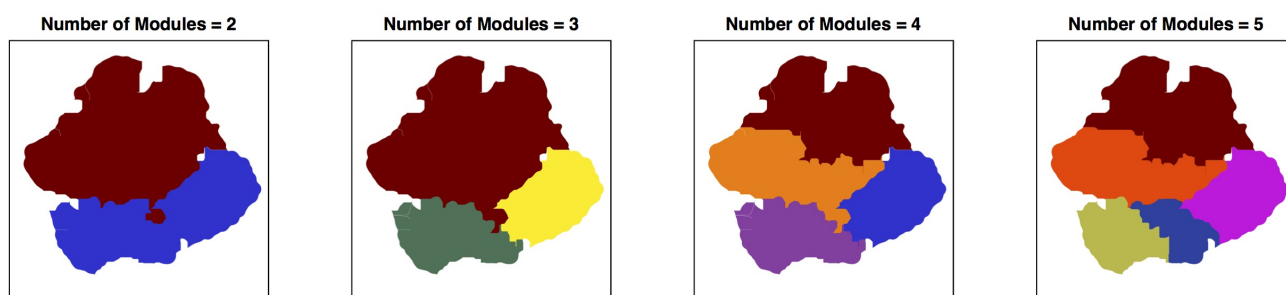 Number of Modules = 2
Number of Modules = 3
Number of Modules = 4
Number of Modules = 5